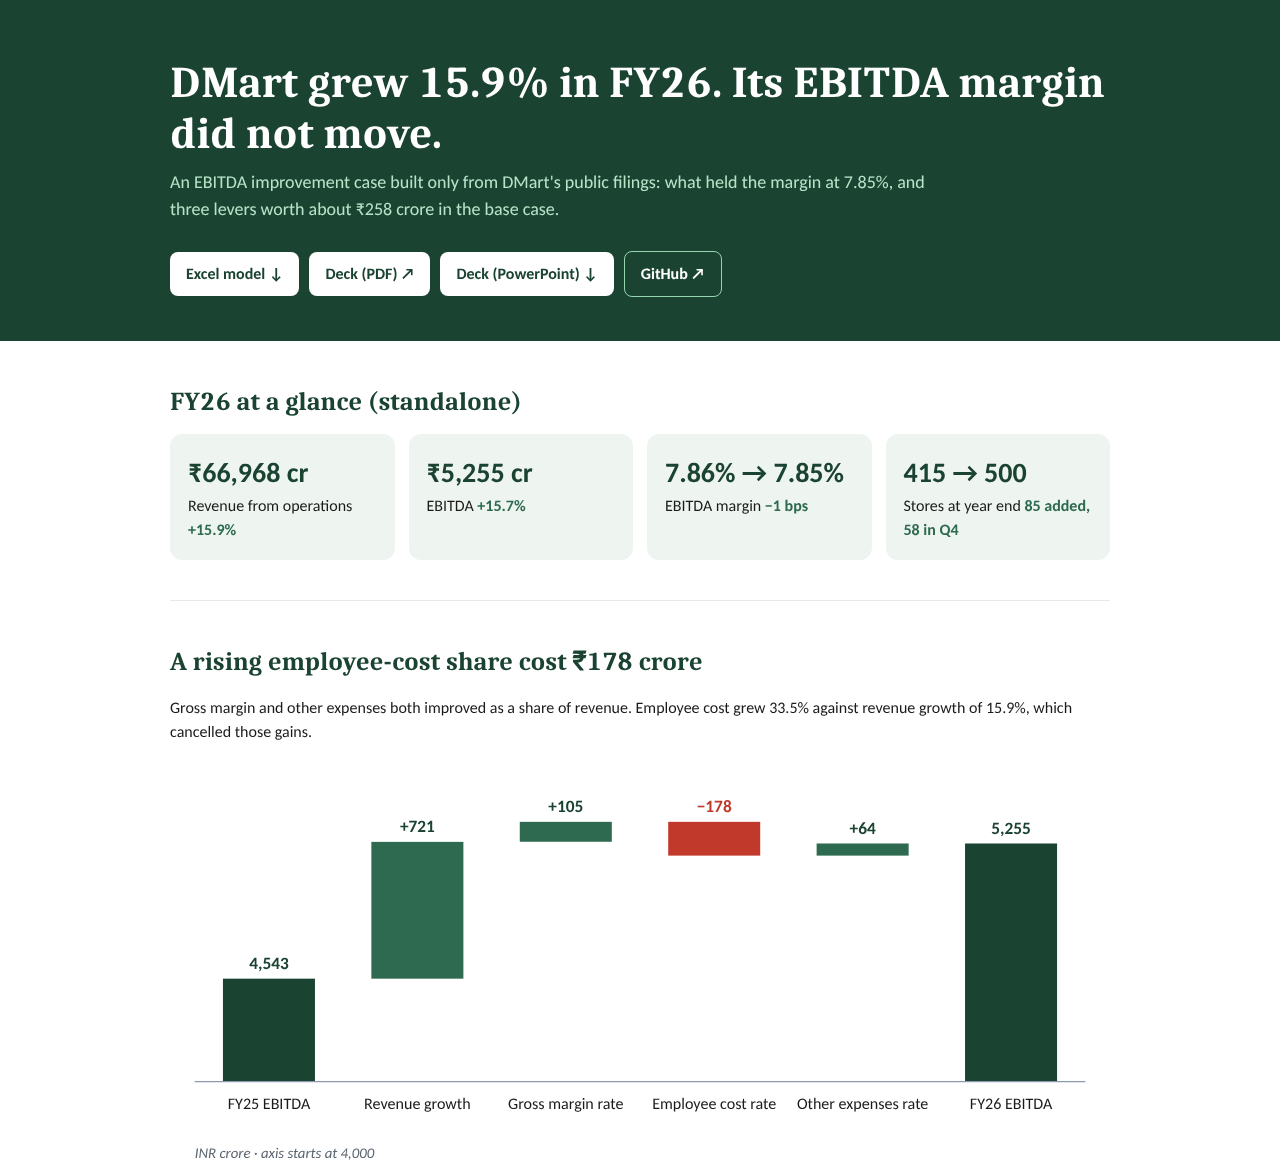 DMart grew 15.9% in FY26. Its EBITDA margin
did not move.
An EBITDA improvement case built only from DMart's public filings: what held the margin at 7.85%, and
three levers worth about ₹258 crore in the base case.
Excel model ↓
Deck (PDF) ↗
Deck (PowerPoint) ↓
GitHub ↗
FY26 at a glance (standalone)
₹66,968 cr
Revenue from operations
+15.9%
₹5,255 cr
EBITDA +15.7%
7.86% → 7.85%
EBITDA margin −1 bps
415 → 500
Stores at year end 85 added,
58 in Q4
A rising employee-cost share cost ₹178 crore
Gross margin and other expenses both improved as a share of revenue. Employee cost grew 33.5% against revenue growth of 15.9%, which
cancelled those gains.
4,543
+721
+105
−178
+64
5,255
FY25 EBITDA
Revenue growth
Gross margin rate
Employee cost rate
Other expenses rate
FY26 EBITDA
INR crore · axis starts at 4,000